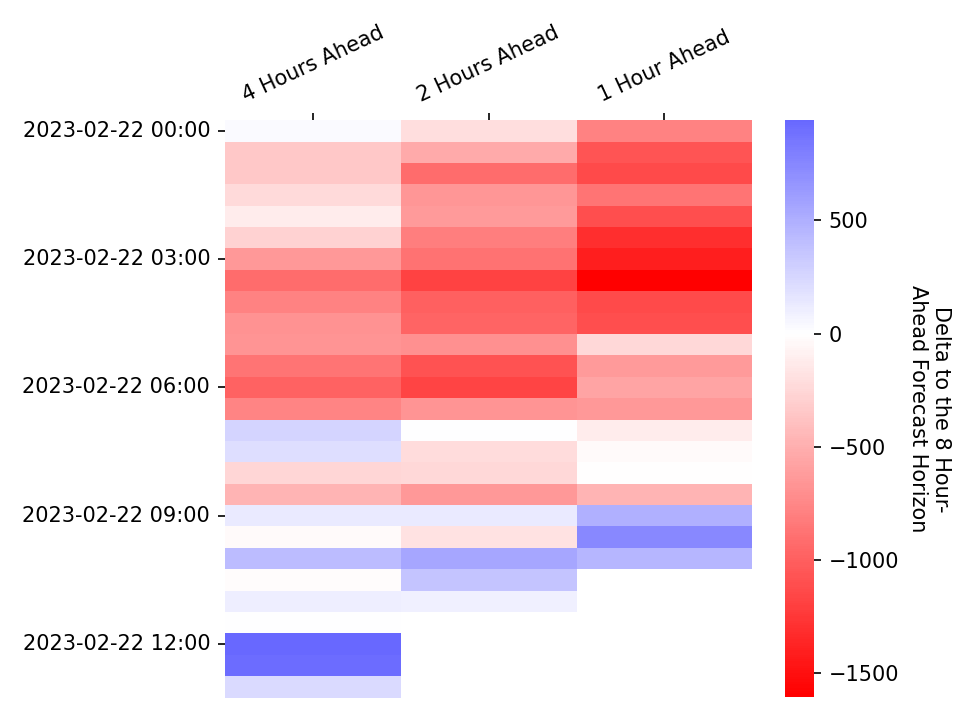 4 Hours Ahead
2 Hours Ahead
1 Hour Ahead
2023-02-22 00:00
2023-02-22 03:00
2023-02-22 06:00
2023-02-22 09:00
2023-02-22 12:00
500
0
−500
−1000
−1500
Delta to the 8 Hour-
Ahead Forecast Horizon